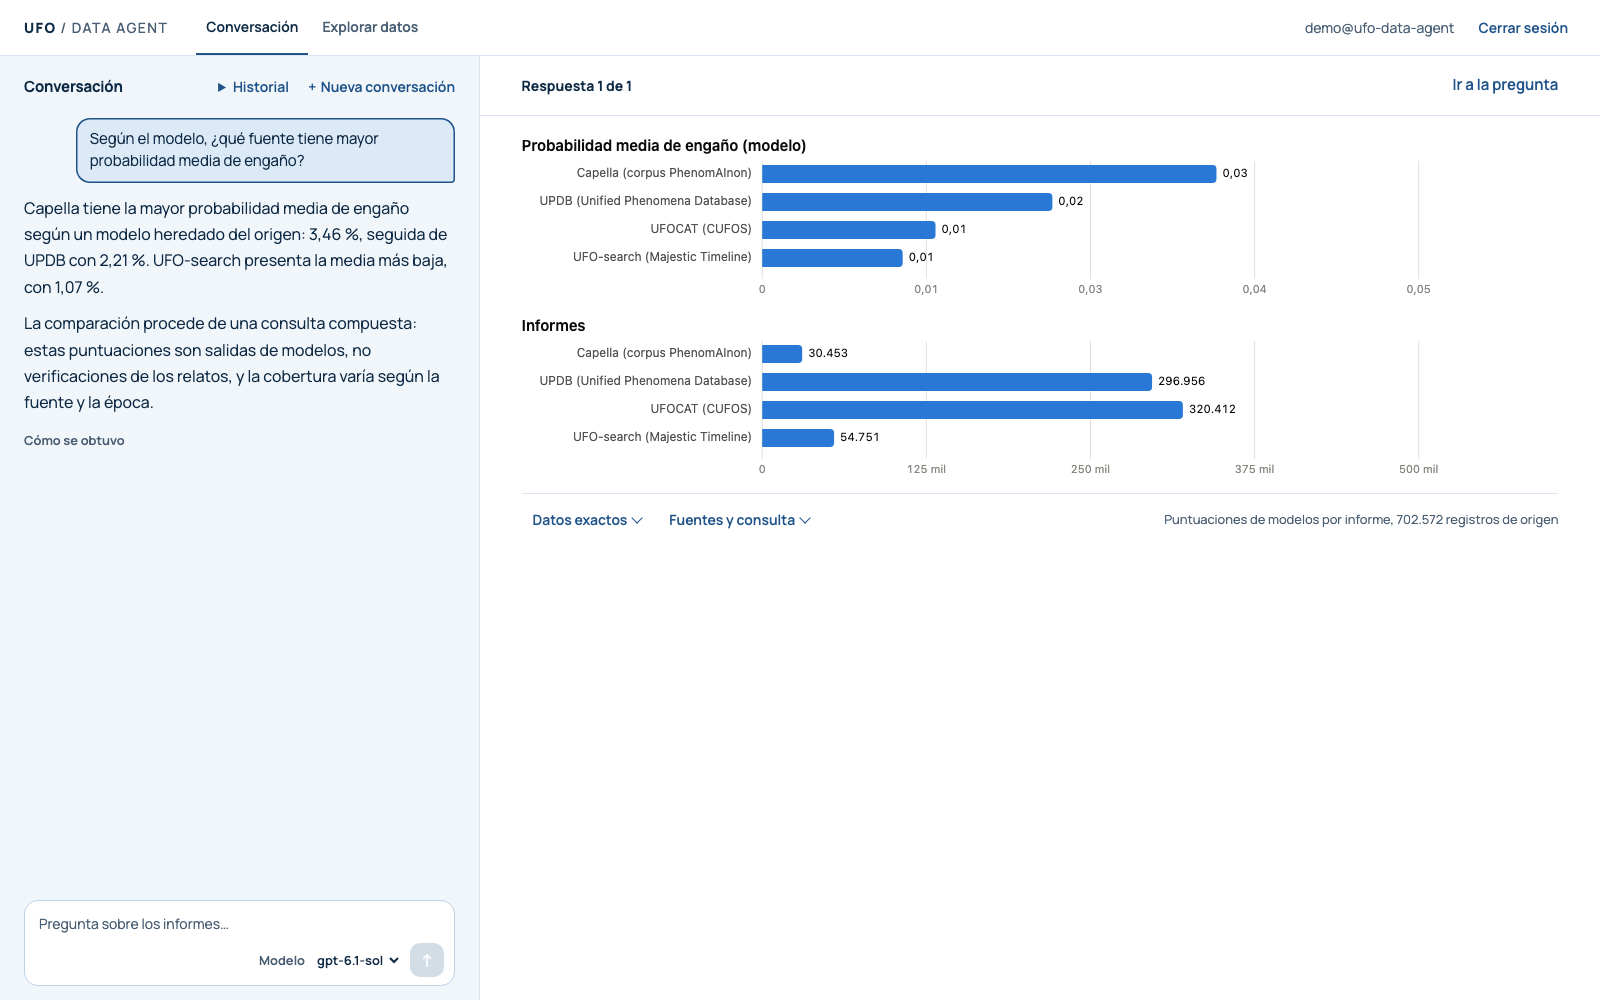 UFO / DATA AGENT
Conversación
Explorar datos
demo@ufo-data-agent
Cerrar sesión
Conversación
Historial
+ Nueva conversación
Según el modelo, ¿qué fuente tiene mayor
probabilidad media de engaño?
Capella tiene la mayor probabilidad media de engaño
según un modelo heredado del origen: 3,46 %, seguida de
UPDB con 2,21 %. UFO-search presenta la media más baja,
con 1,07 %.
La comparación procede de una consulta compuesta:
estas puntuaciones son salidas de modelos, no
verificaciones de los relatos, y la cobertura varía según la
fuente y la época.
Cómo se obtuvo
Pregunta sobre los informes…
Modelo gpt-6.1-sol
Respuesta 1 de 1
Ir a la pregunta
Probabilidad media de engaño (modelo)
Capella (corpus PhenomAInon) 0,03
UPDB (Unified Phenomena Database) 0,02
UFOCAT (CUFOS) 0,01
UFO-search (Majestic Timeline) 0,01
0 0,01 0,03 0,04 0,05
Informes
Capella (corpus PhenomAInon) 30.453
UPDB (Unified Phenomena Database) 296.956
UFOCAT (CUFOS) 320.412
UFO-search (Majestic Timeline) 54.751
0 125 mil 250 mil 375 mil 500 mil
Datos exactos
Fuentes y consulta
Puntuaciones de modelos por informe, 702.572 registros de origen